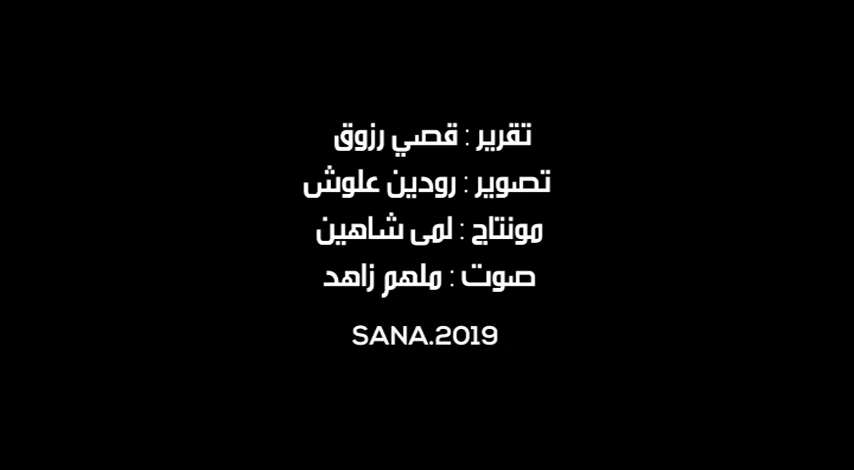 تقرير : قصي رزوق
تصوير : رودين علوش
مونتاج : لمى شاهين
صوت : ملهم زاهد
SANA.2019